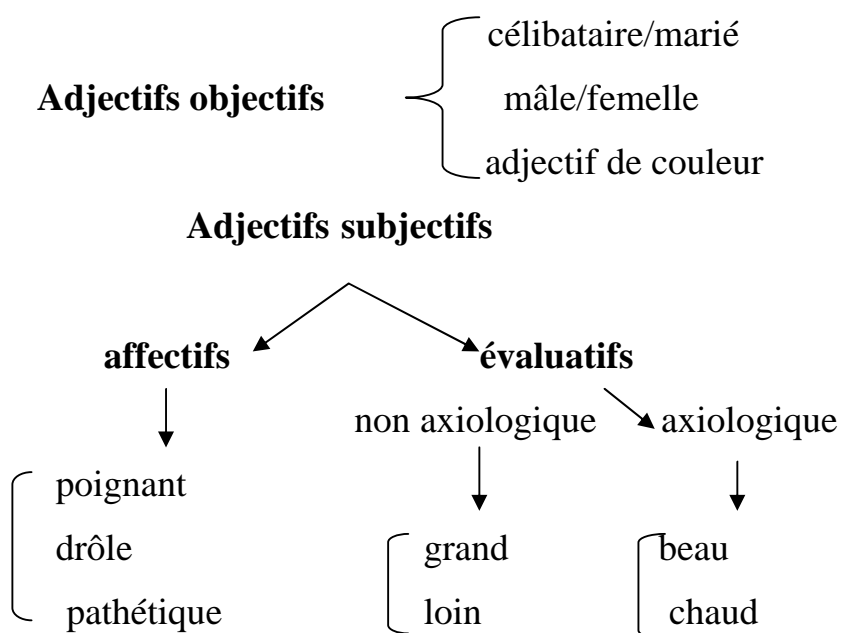 célibataire/marié
Adjectifs objectifs mâle/femelle
adjectif de couleur
Adjectifs subjectifs
affectifs évaluatifs
non axiologique axiologique
poignant
drôle grand beau
pathétique loin chaud